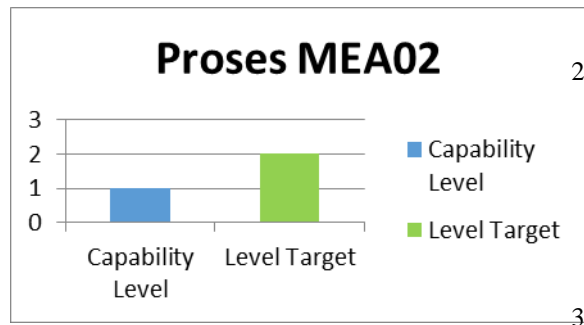 Proses MEA02
2
3
2
1
0
Capability
Level
Level Target
Capability
Level
Level Target
3